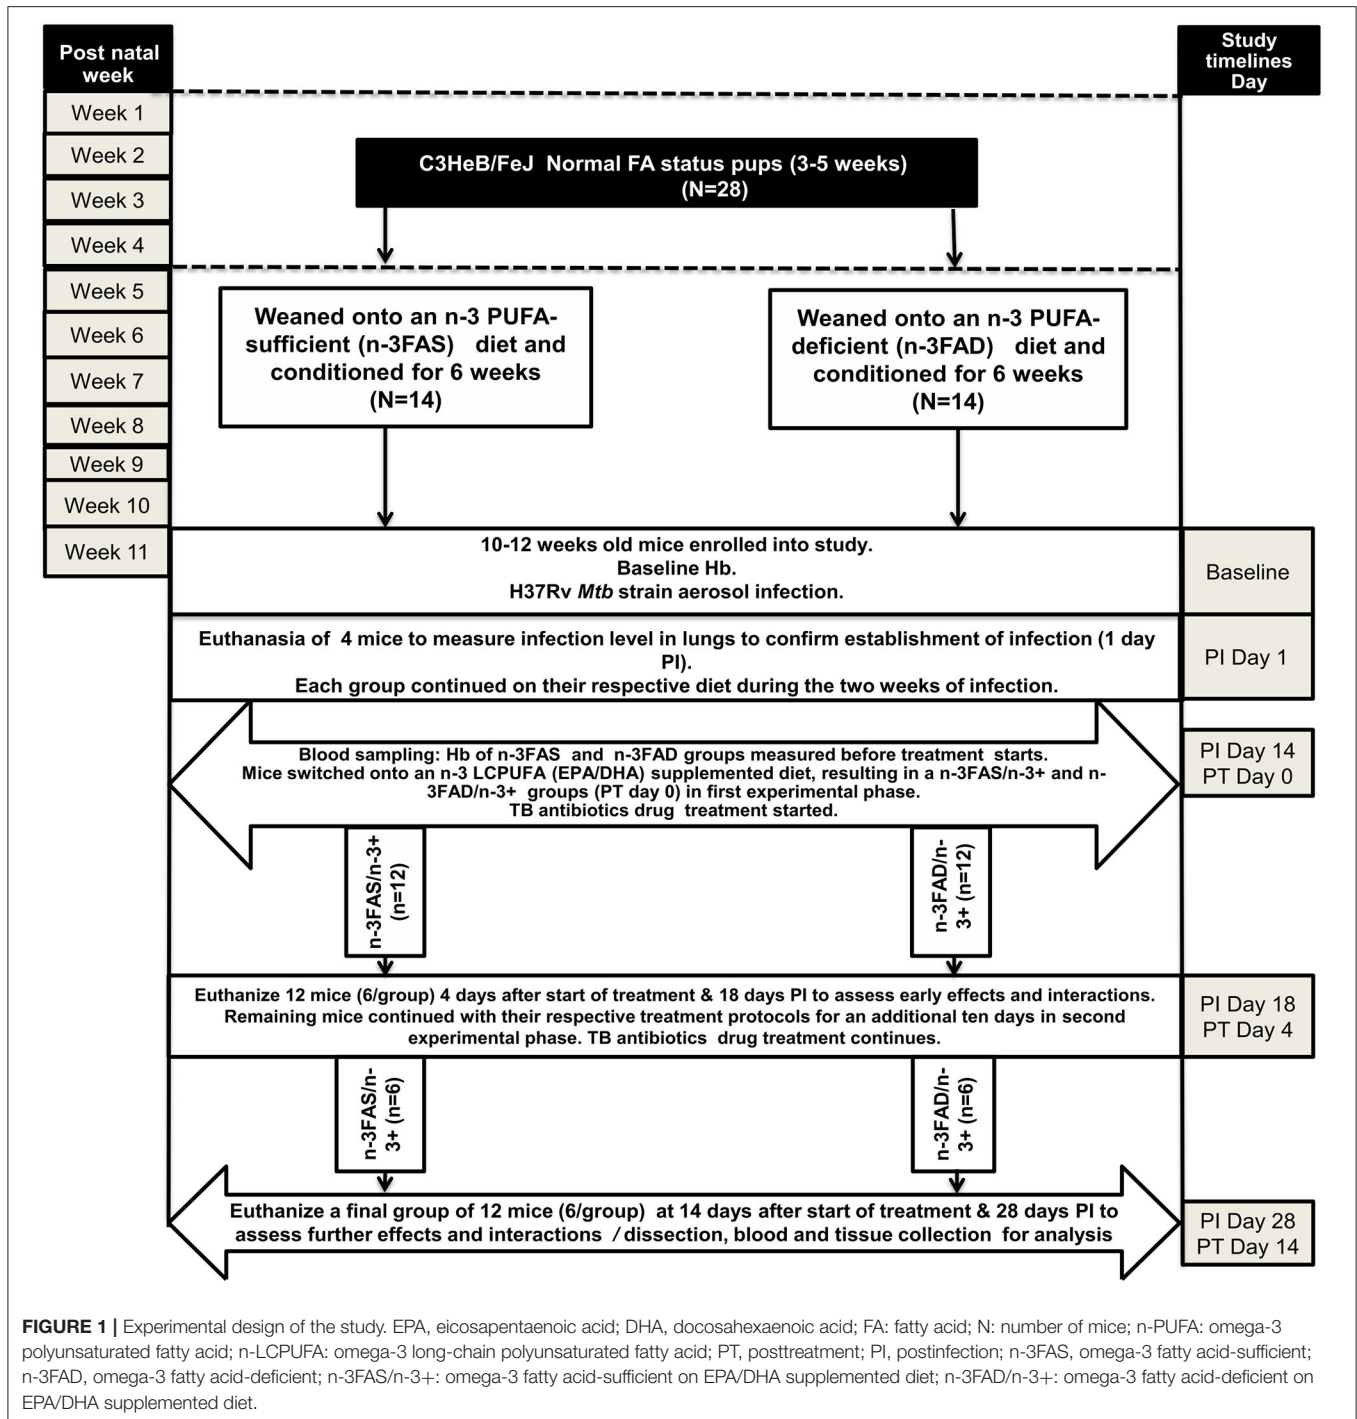 Post natal
week
Study
timelines
Day
Week 1
Week 2
Week 3
Week 4
C3HeB/FeJ Normal FA status pups (3-5 weeks)
(N=28)
Week 5
Week 6
Week 7
Week 8
Week 9
Week 10
Week 11
Weaned onto an n-3 PUFA-
sufficient (n-3FAS) diet and
conditioned for 6 weeks
(N=14)
Weaned onto an n-3 PUFA-
deficient (n-3FAD) diet and
conditioned for 6 weeks
(N=14)
10-12 weeks old mice enrolled into study.
Baseline Hb.
H37Rv Mtb strain aerosol infection.
Baseline
Euthanasia of 4 mice to measure infection level in lungs to confirm establishment of infection (1 day
PI).
Each group continued on their respective diet during the two weeks of infection.
PI Day 1
Blood sampling: Hb of n-3FAS and n-3FAD groups measured before treatment starts.
Mice switched onto an n-3 LCPUFA (EPA/DHA) supplemented diet, resulting in a n-3FAS/n-3+ and n-
3FAD/n-3+ groups (PT day 0) in first experimental phase.
TB antibiotics drug treatment started.
PI Day 14
PT Day 0
n-3FAS/n-3+
(n=12)
n-3FAD/n-
3+ (n=12)
Euthanize 12 mice (6/group) 4 days after start of treatment & 18 days PI to assess early effects and interactions.
Remaining mice continued with their respective treatment protocols for an additional ten days in second
experimental phase. TB antibiotics drug treatment continues.
PI Day 18
PT Day 4
n-3FAS/n-
3+ (n=6)
n-3FAD/n-
3+ (n=6)
Euthanize a final group of 12 mice (6/group) at 14 days after start of treatment & 28 days PI to
assess further effects and interactions / dissection, blood and tissue collection for analysis
PI Day 28
PT Day 14
FIGURE 1 | Experimental design of the study. EPA, eicosapentaenoic acid; DHA, docosahexaenoic acid; FA: fatty acid; N: number of mice; n-PUFA: omega-3
polyunsaturated fatty acid; n-LCPUFA: omega-3 long-chain polyunsaturated fatty acid; PT, posttreatment; PI, postinfection; n-3FAS, omega-3 fatty acid-sufficient;
n-3FAD, omega-3 fatty acid-deficient; n-3FAS/n-3+: omega-3 fatty acid-sufficient on EPA/DHA supplemented diet; n-3FAD/n-3+: omega-3 fatty acid-deficient on
EPA/DHA supplemented diet.